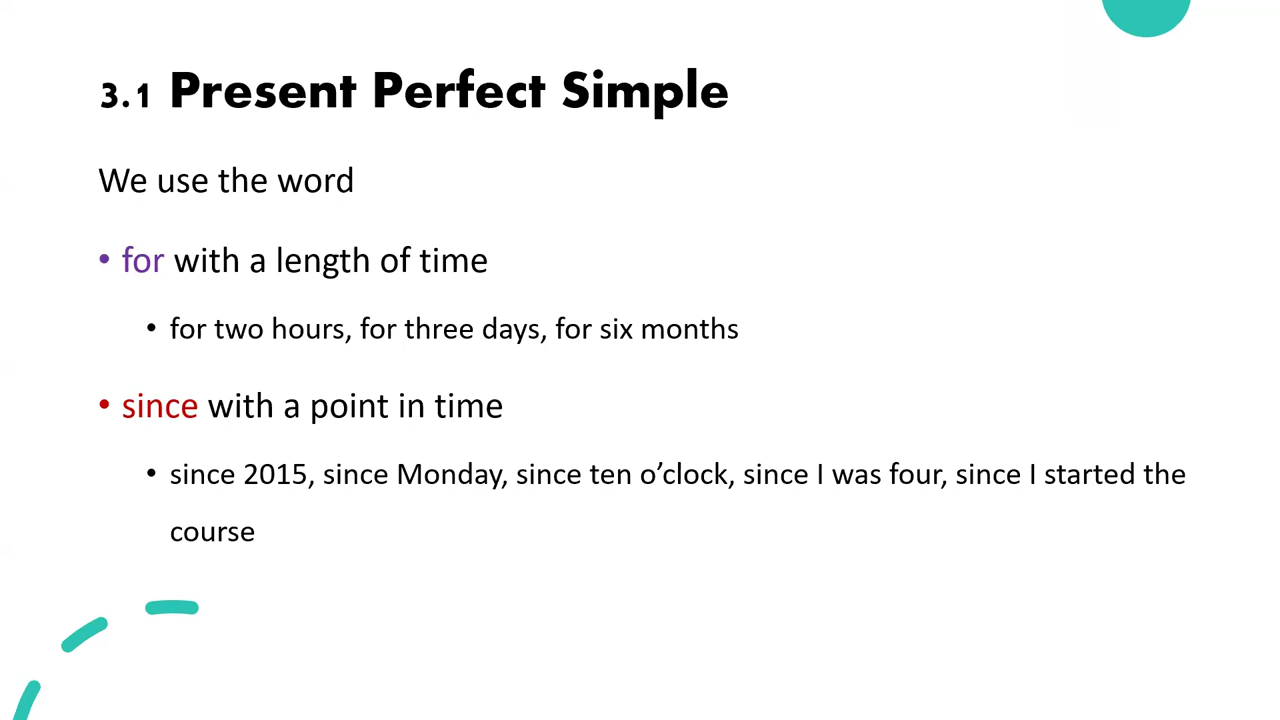 3.1 Present Perfect Simple
We use the word
• for with a length of time
• for two hours, for three days, for six months
• since with a point in time
• since 2015, since Monday, since ten o’clock, since I was four, since I started the
course